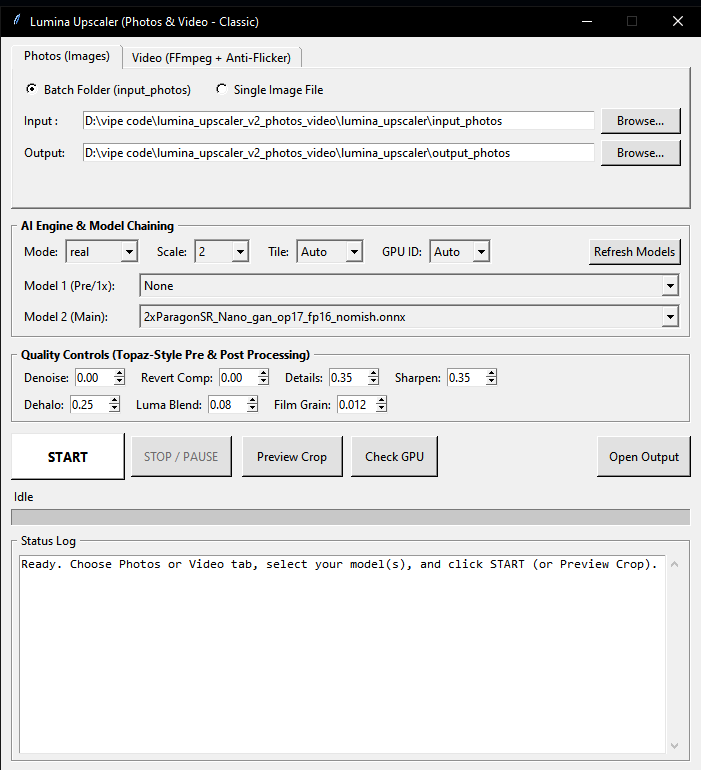 Lumina Upscaler (Photos & Video - Classic)
Photos (Images) Video (FFmpeg + Anti-Flicker)
Batch Folder (input_photos) Single Image File
Input : D:\vipe code\lumina_upscaler_v2_photos_video\lumina_upscaler\input_photos Browse...
Output: D:\vipe code\lumina_upscaler_v2_photos_video\lumina_upscaler\output_photos Browse...
AI Engine & Model Chaining
Mode: real Scale: 2 Tile: Auto GPU ID: Auto Refresh Models
Model 1 (Pre/1x): None
Model 2 (Main): 2xParagonSR_Nano_gan_op17_fp16_nomish.onnx
Quality Controls (Topaz-Style Pre & Post Processing)
Denoise: 0.00 Revert Comp: 0.00 Details: 0.35 Sharpen: 0.35
Dehalo: 0.25 Luma Blend: 0.08 Film Grain: 0.012
START STOP / PAUSE Preview Crop Check GPU Open Output
Idle
Status Log
Ready. Choose Photos or Video tab, select your model(s), and click START (or Preview Crop).